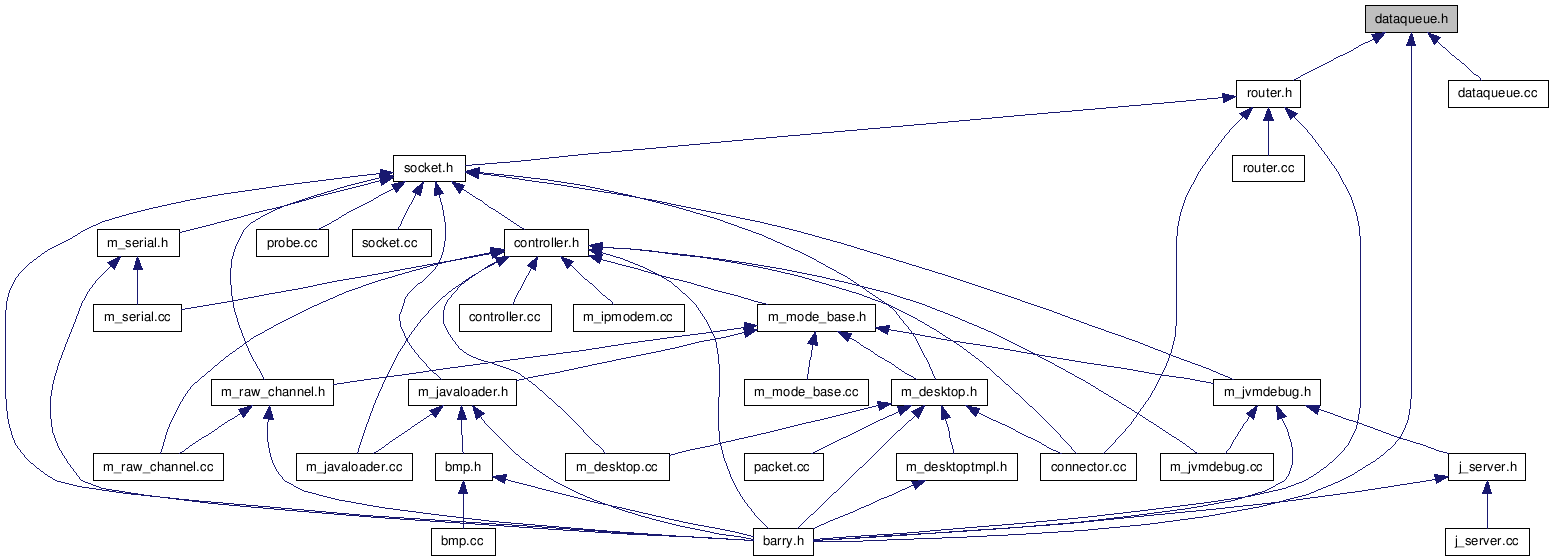 dataqueue.h
router.h
dataqueue.cc
socket.h
router.cc
m_serial.h
probe.cc
socket.cc
controller.h
m_serial.cc
controller.cc
m_ipmodem.cc
m_mode_base.h
m_raw_channel.h
m_javaloader.h
m_mode_base.cc
m_desktop.h
m_jvmdebug.h
m_raw_channel.cc
m_javaloader.cc
bmp.h
m_desktop.cc
packet.cc
m_desktoptmpl.h
connector.cc
m_jvmdebug.cc
j_server.h
bmp.cc
barry.h
j_server.cc